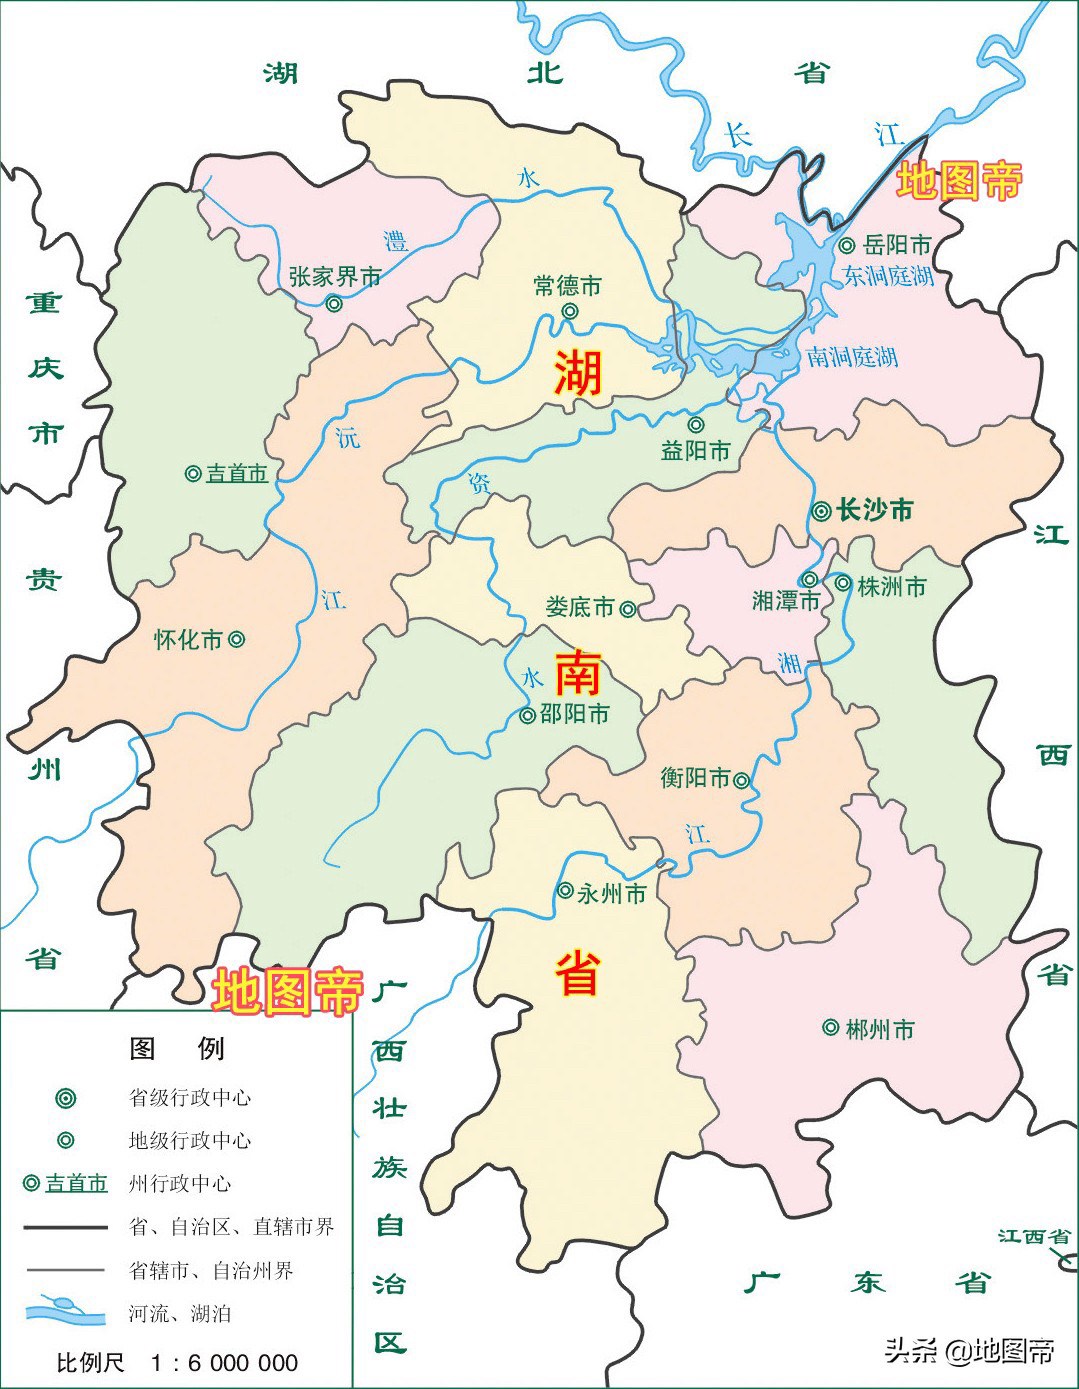 湖 北 省
长 江
地图帝
水
澧
岳阳市
东洞庭湖
张家界市
常德市
重
庆
市
湖
南洞庭湖
沅
益阳市
吉首市
资
长沙市
江
贵
湘潭市
株洲市
江
娄底市
怀化市
湘
南
水
邵阳市
西
州
衡阳市
江
永州市
省
省
省
地图帝
广
西
壮
族
自
治
区
郴州市
江西省
广 东 省
图 例
省级行政中心
地级行政中心
吉首市 州行政中心
省、自治区、直辖市界
省辖市、自治州界
河流、湖泊
比例尺 1:6 000 000
头条 @地图帝